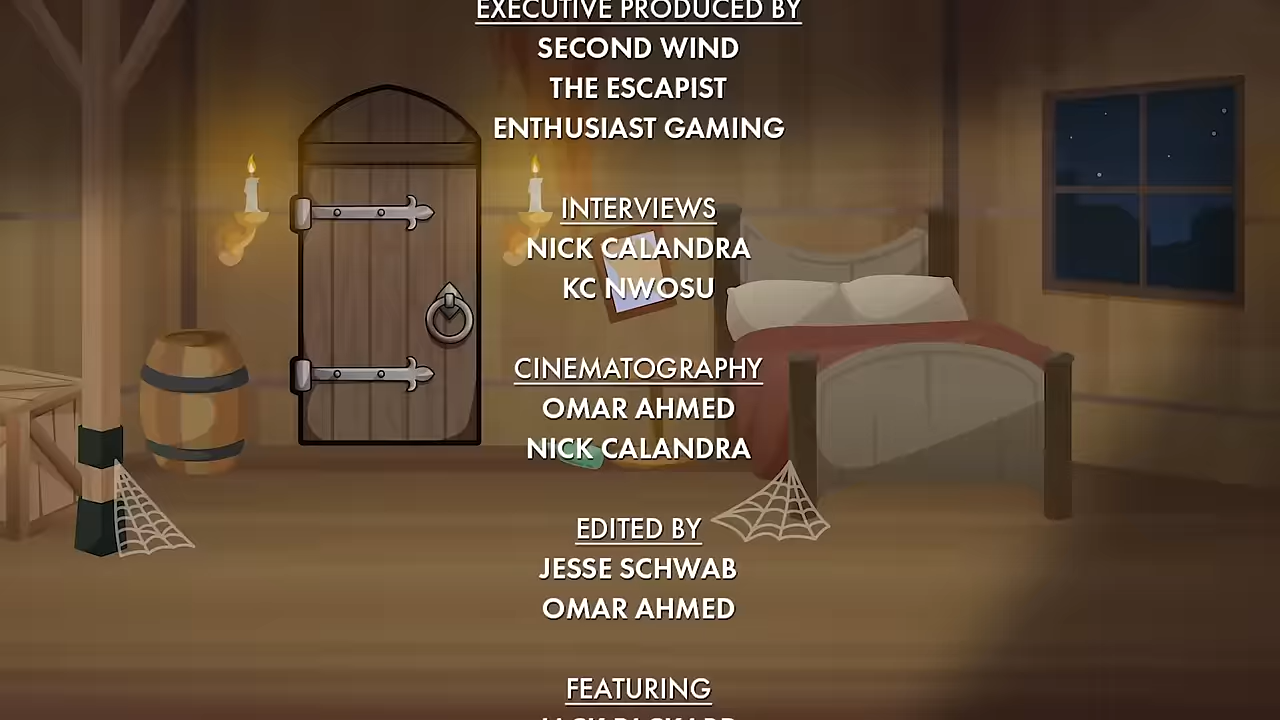 EXECUTIVE PRODUCED BY
SECOND WIND
THE ESCAPIST
ENTHUSIAST GAMING
INTERVIEWS
NICK CALANDRA
KC NWOSU
CINEMATOGRAPHY
OMAR AHMED
NICK CALANDRA
EDITED BY
JESSE SCHWAB
OMAR AHMED
FEATURING